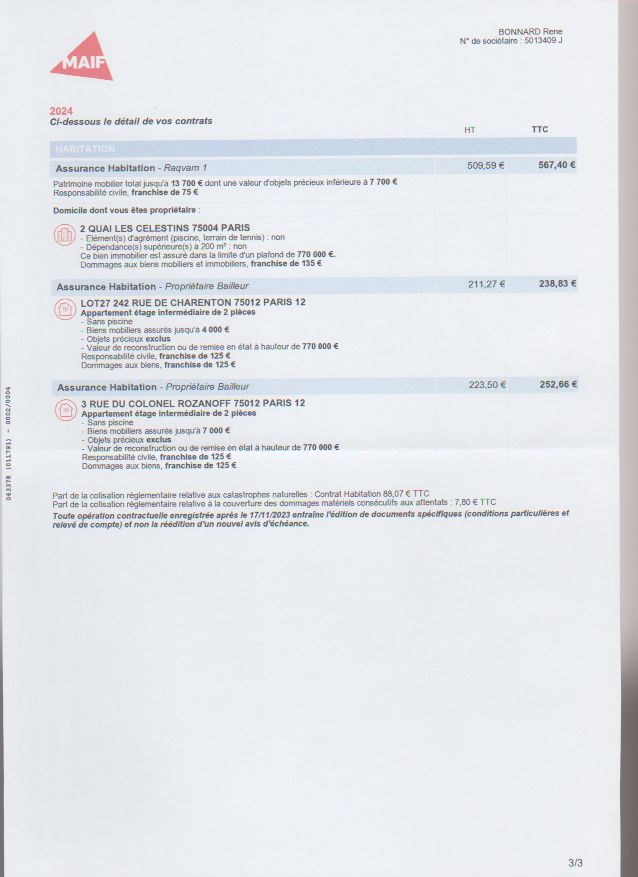 BONNARD Rene
N° de sociétaire : 5013409 J
MAIF
2024
Ci-dessous le détail de vos contrats
HT TTC
HABITATION
Assurance Habitation - Raqvam 1 509,59 € 567,40 €
Patrimoine mobilier total jusqu'à 13 700 € dont une valeur d'objets précieux inférieure à 7 700 €
Responsabilité civile, franchise de 75 €
Domicile dont vous êtes propriétaire :
2 QUAI LES CELESTINS 75004 PARIS
- Elément(s) d'agrément (piscine, terrain de tennis) : non
- Dépendance(s) supérieure(s) à 200 m² : non
Ce bien immobilier est assuré dans la limite d'un plafond de 770 000 €.
Dommages aux biens mobiliers et immobiliers, franchise de 135 €
Assurance Habitation - Propriétaire Bailleur 211,27 € 238,83 €
LOT27 242 RUE DE CHARENTON 75012 PARIS 12
Appartement étage intermédiaire de 2 pièces
- Sans piscine
- Biens mobiliers assurés jusqu'à 4 000 €
- Objets précieux exclus
- Valeur de reconstruction ou de remise en état à hauteur de 770 000 €
Responsabilité civile, franchise de 125 €
Dommages aux biens, franchise de 125 €
Assurance Habitation - Propriétaire Bailleur 223,50 € 252,66 €
3 RUE DU COLONEL ROZANOFF 75012 PARIS 12
Appartement étage intermédiaire de 2 pièces
- Sans piscine
- Biens mobiliers assurés jusqu'à 7 000 €
- Objets précieux exclus
- Valeur de reconstruction ou de remise en état à hauteur de 770 000 €
Responsabilité civile, franchise de 125 €
Dommages aux biens, franchise de 125 €
043378 (011791) - 0002/0004
Part de la cotisation réglementaire relative aux catastrophes naturelles : Contrat Habitation 88,07 € TTC
Part de la cotisation réglementaire relative à la couverture des dommages matériels consécutifs aux attentats : 7,80 € TTC
Toute opération contractuelle enregistrée après le 17/11/2023 entraîne l'édition de documents spécifiques (conditions particulières et
relevé de compte) et non la réédition d'un nouvel avis d'échéance.
3/3